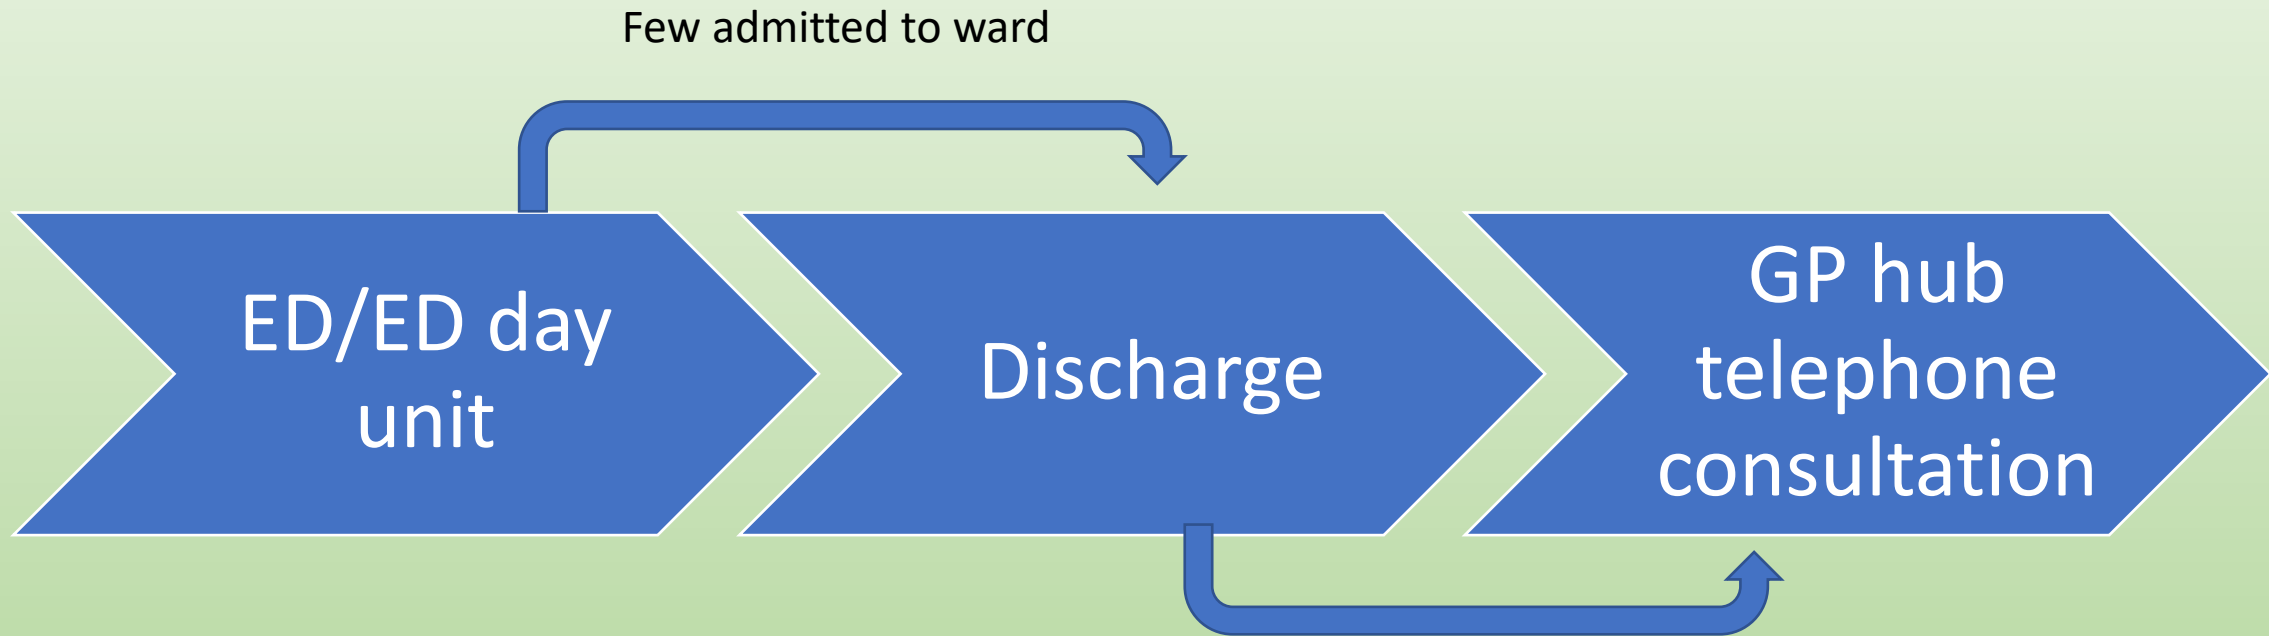 Few admitted to ward
ED/ED day
unit
Discharge
GP hub
telephone
consultation